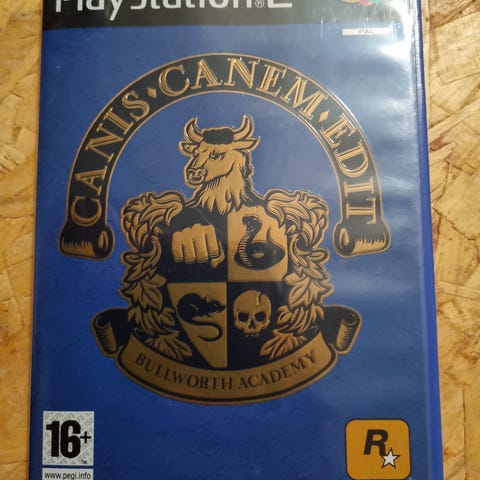 PlayStation®2
PAL
CANIS·CANEM·EDIT
BULLWORTH ACADEMY
16+
www.pegi.info
R